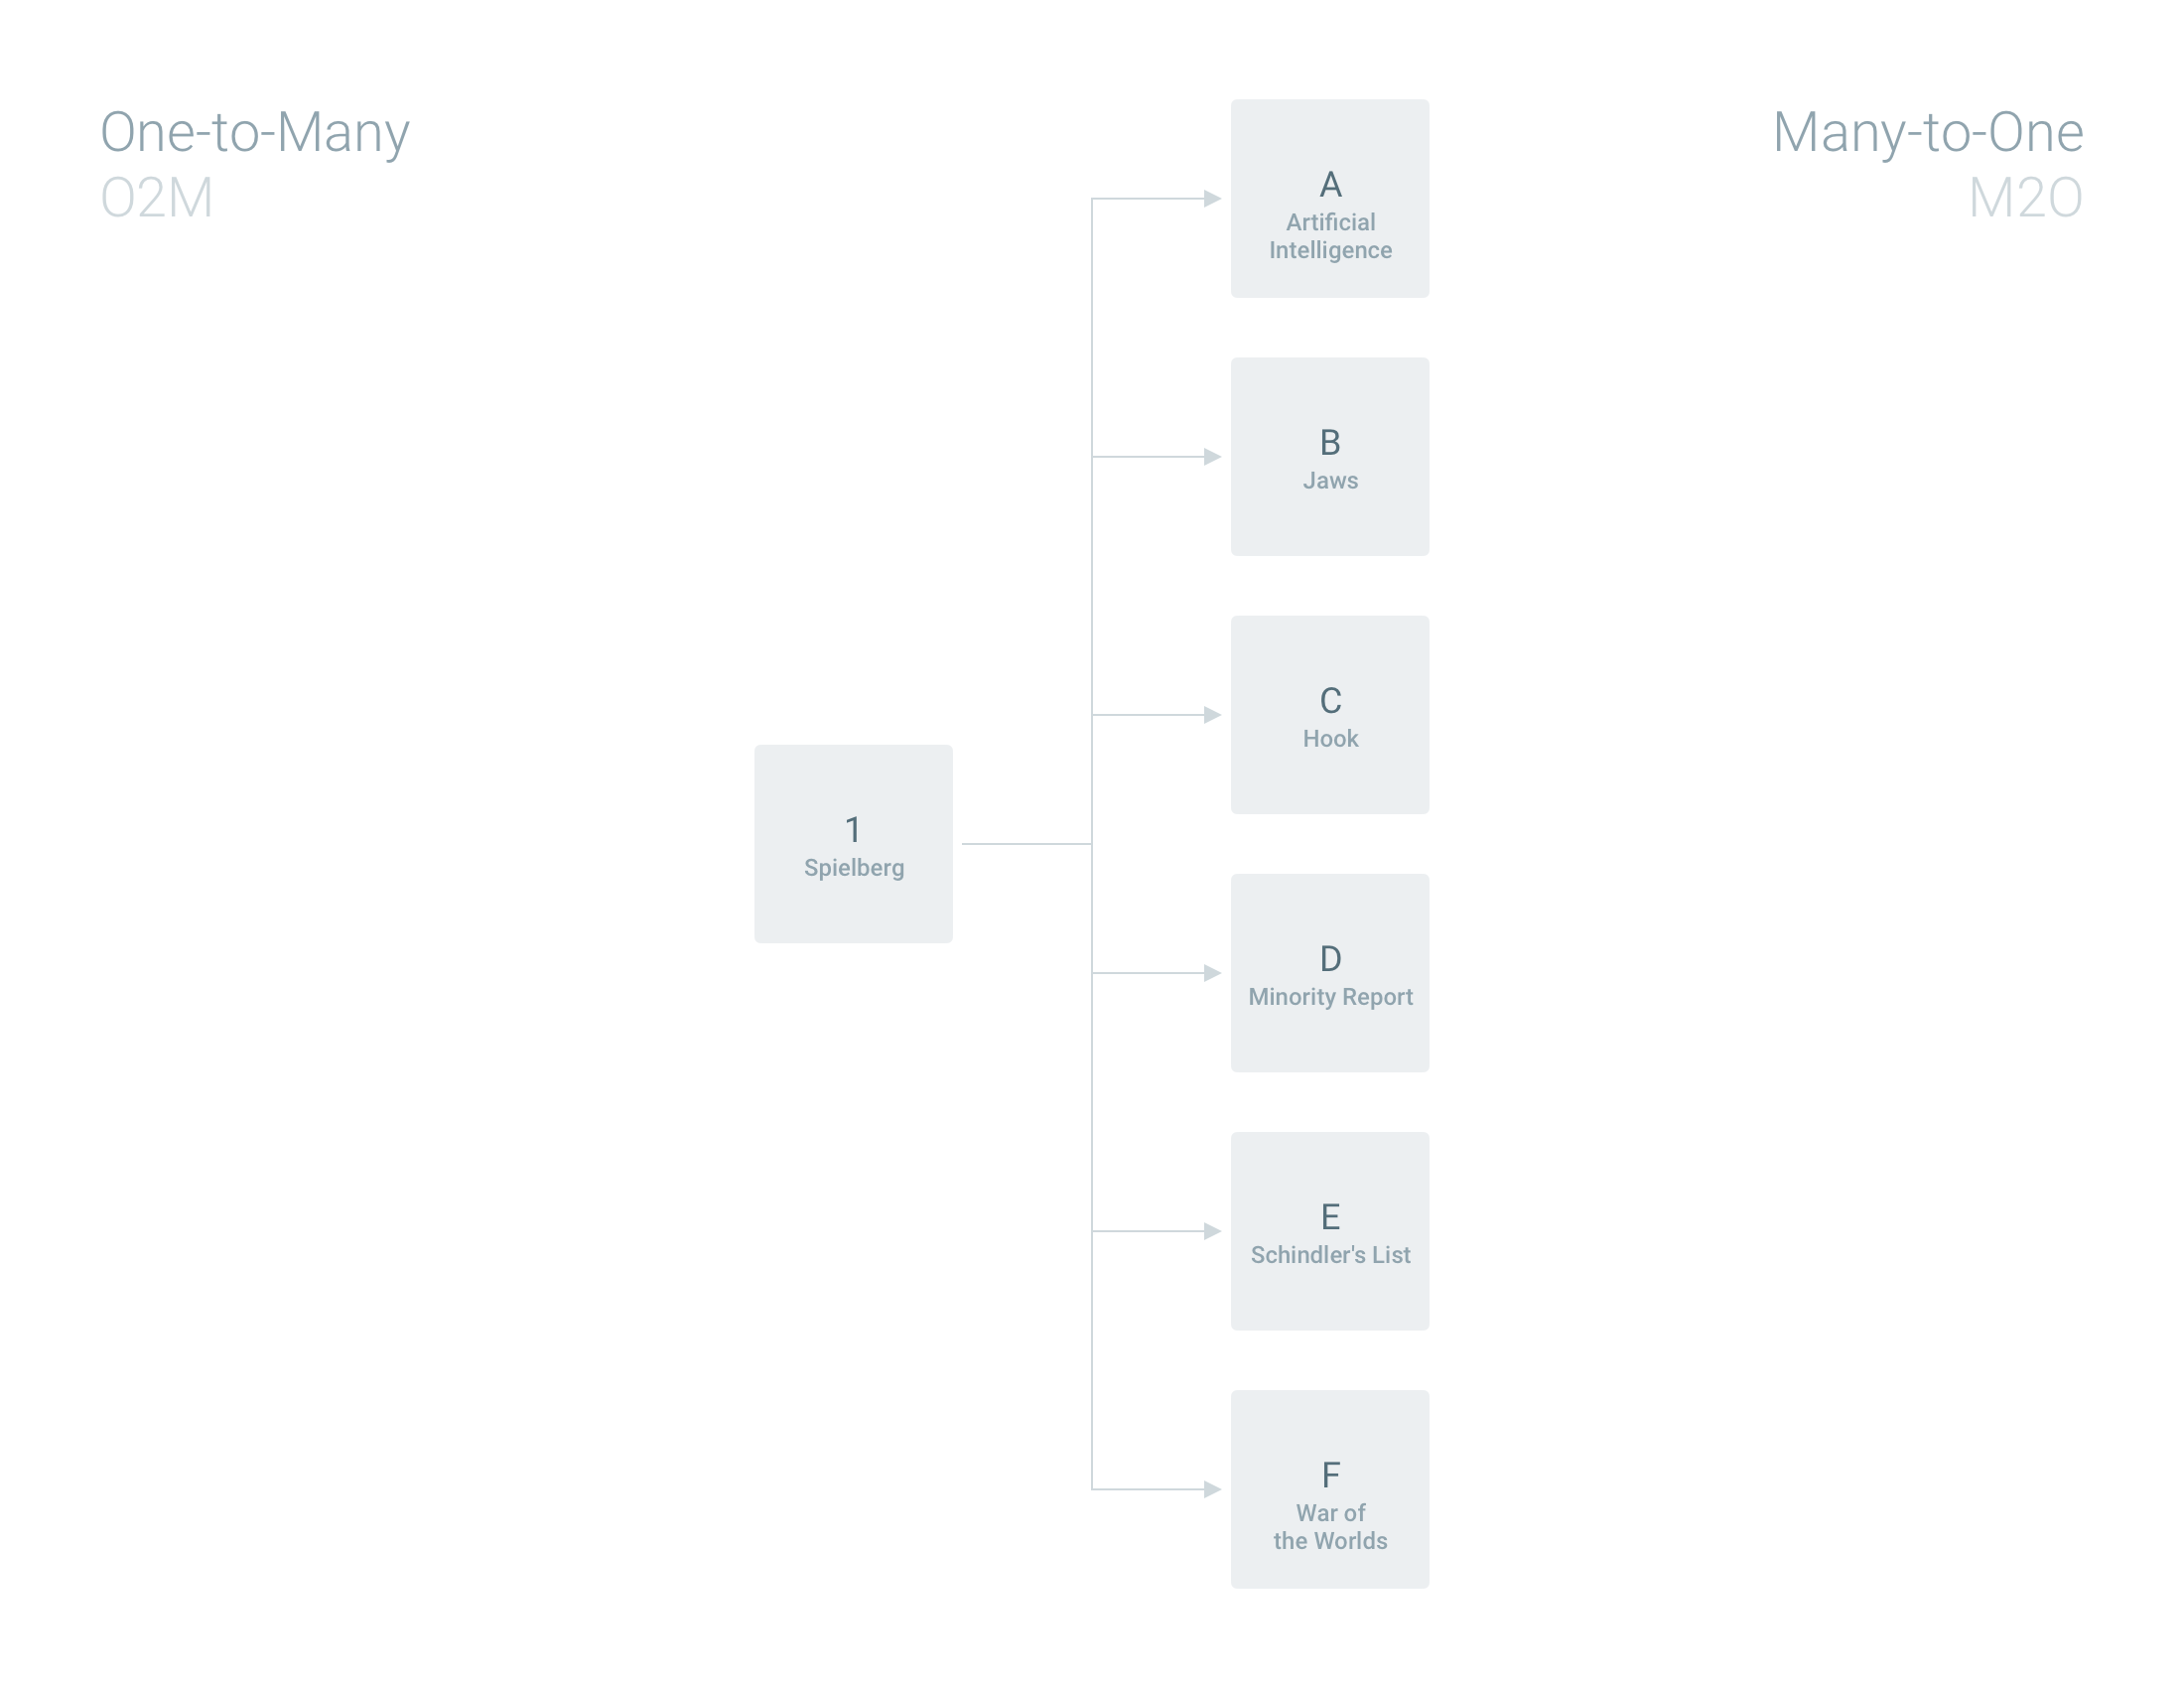 One-to-Many
O2M
Many-to-One
M2O
1
Spielberg
A
Artificial
Intelligence
B
Jaws
C
Hook
D
Minority Report
E
Schindler's List
F
War of
the Worlds